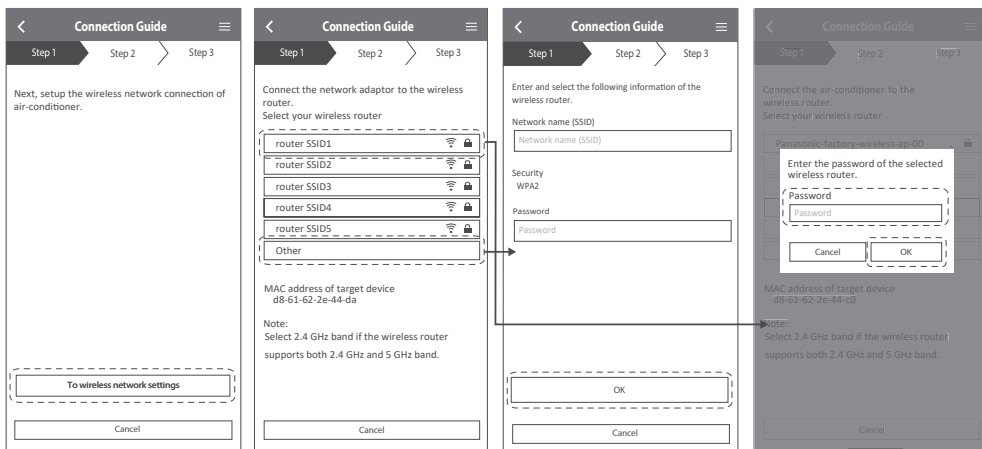 Connection Guide
Step 1
Step 2
Step 3
Next, setup the wireless network connection of
air-conditioner.
To wireless network settings
Cancel
Connection Guide
Step 1
Step 2
Step 3
Connect the network adaptor to the wireless
router.
Select your wireless router
router SSID1
router SSID2
router SSID3
router SSID4
router SSID5
Other
MAC address of target device
d8-61-62-2e-44-da
Note:
Select 2.4 GHz band if the wireless router
supports both 2.4 GHz and 5 GHz band.
Cancel
Connection Guide
Step 1
Step 2
Step 3
Enter and select the following information of the
wireless router.
Network name (SSID)
Network name (SSID)
Security
WPA2
Password
Password
OK
Cancel
Connection Guide
Step 1
Step 2
Step 3
Connect the air-conditioner to the
wireless router.
Select your wireless router
Panasonic-factory-wireless-ap-00
Enter the password of the selected
wireless router.
Password
Password
Cancel
OK
MAC address of target device
d8-61-62-2e-44-c0
Note:
Select 2.4 GHz band if the wireless router
supports both 2.4 GHz and 5 GHz band.
Cancel